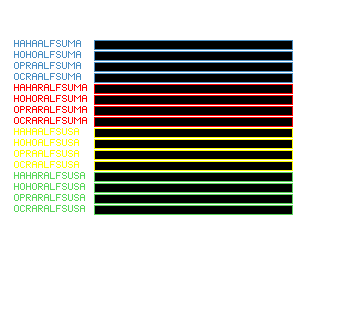 HAHAALFSUMA
HOHOALFSUMA
OPRAALFSUMA
OCRAALFSUMA
HAHARALFSUMA
HOHORALFSUMA
OPRARALFSUMA
OCRARALFSUMA
HAHAALFSUSA
HOHOALFSUSA
OPRAALFSUSA
OCRAALFSUSA
HAHARALFSUSA
HOHORALFSUSA
OPRARALFSUSA
OCRARALFSUSA